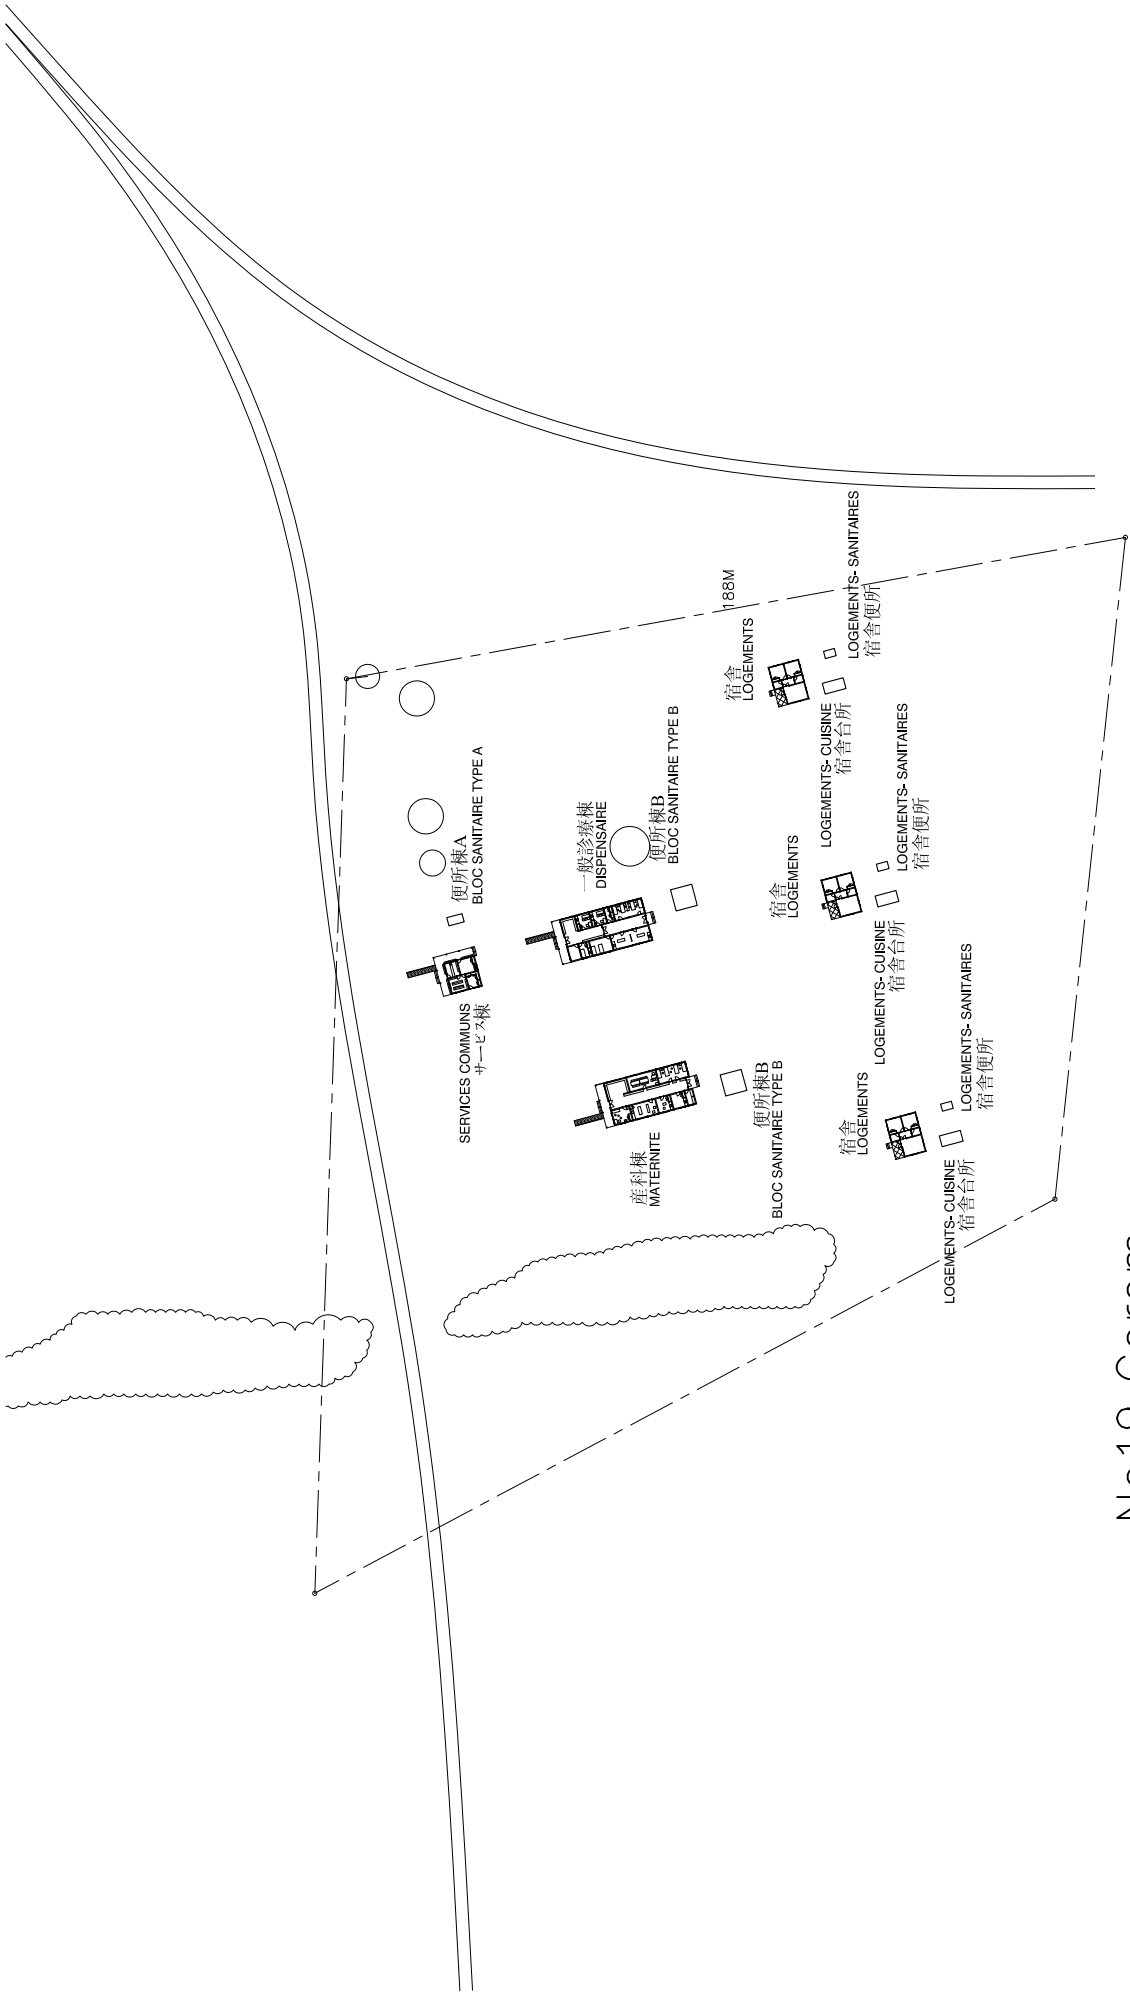 188M
LOGEMENTS- SANITAIRES
宿舎便所
宿舎
LOGEMENTS
LOGEMENTS- CUISINE
宿舎台所
便所棟A
BLOC SANITAIRE TYPE A
一般診療棟
DISPENSAIRE
便所棟B
BLOC SANITAIRE TYPE B
宿舎
LOGEMENTS
LOGEMENTS- SANITAIRES
宿舎便所
LOGEMENTS- CUISINE
宿舎台所
SERVICES COMMUNS
サービス棟
産科棟
MATERNITE
便所棟B
BLOC SANITAIRE TYPE B
宿舎
LOGEMENTS
LOGEMENTS- SANITAIRES
宿舎便所
LOGEMENTS- CUISINE
宿舎台所